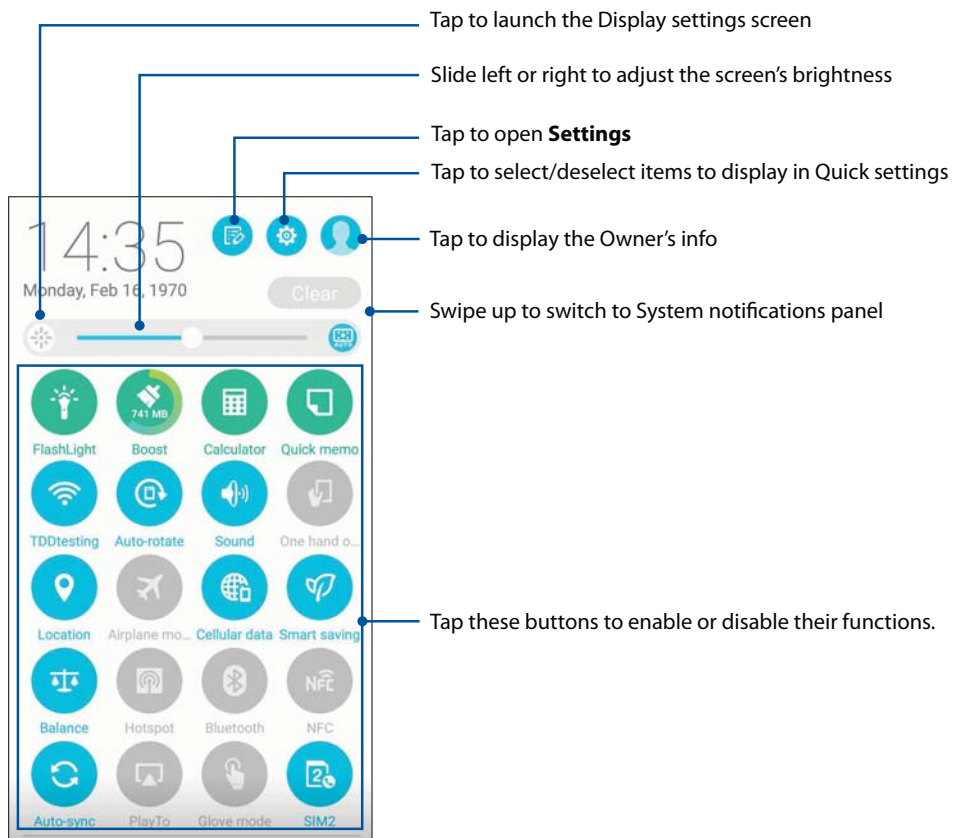 Tap to launch the Display settings screen
Slide left or right to adjust the screen’s brightness
Tap to open Settings
Tap to select/deselect items to display in Quick settings
Tap to display the Owner’s info
Swipe up to switch to System notifications panel
14:35
Monday, Feb 16, 1970
Clear
AUTO
741 MB
FlashLight Boost Calculator Quick memo
TDDtesting Auto-rotate Sound One hand o...
Location Airplane mo... Cellular data Smart saving
Tap these buttons to enable or disable their functions.
NFC
Balance Hotspot Bluetooth NFC
2
Auto-sync PlayTo Glove mode SIM2